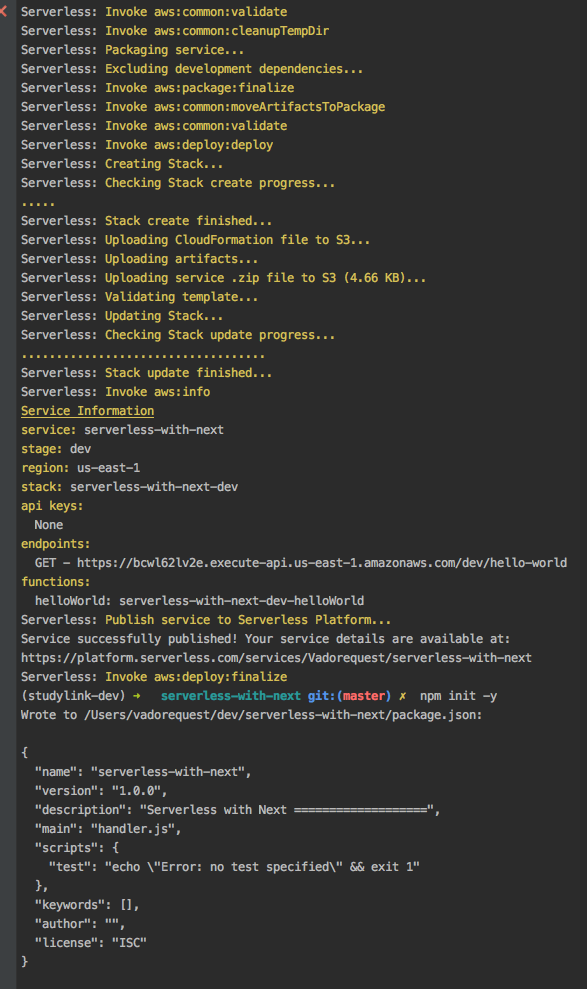 Serverless: Invoke aws:common:validate
Serverless: Invoke aws:common:cleanupTempDir
Serverless: Packaging service...
Serverless: Excluding development dependencies...
Serverless: Invoke aws:package:finalize
Serverless: Invoke aws:common:moveArtifactsToPackage
Serverless: Invoke aws:common:validate
Serverless: Invoke aws:deploy:deploy
Serverless: Creating Stack...
Serverless: Checking Stack create progress...
.....
Serverless: Stack create finished...
Serverless: Uploading CloudFormation file to S3...
Serverless: Uploading artifacts...
Serverless: Uploading service .zip file to S3 (4.66 KB)...
Serverless: Validating template...
Serverless: Updating Stack...
Serverless: Checking Stack update progress...
...................................
Serverless: Stack update finished...
Serverless: Invoke aws:info
Service Information
service: serverless-with-next
stage: dev
region: us-east-1
stack: serverless-with-next-dev
api keys:
  None
endpoints:
  GET - https://bcwl62lv2e.execute-api.us-east-1.amazonaws.com/dev/hello-world
functions:
  helloWorld: serverless-with-next-dev-helloWorld
Serverless: Publish service to Serverless Platform...
Service successfully published! Your service details are available at:
https://platform.serverless.com/services/Vadorequest/serverless-with-next
Serverless: Invoke aws:deploy:finalize
(studylink-dev) ➜  serverless-with-next git:(master) ✗  npm init -y
Wrote to /Users/vadorequest/dev/serverless-with-next/package.json:

{
  "name": "serverless-with-next",
  "version": "1.0.0",
  "description": "Serverless with Next ===================",
  "main": "handler.js",
  "scripts": {
    "test": "echo \"Error: no test specified\" && exit 1"
  },
  "keywords": [],
  "author": "",
  "license": "ISC"
}